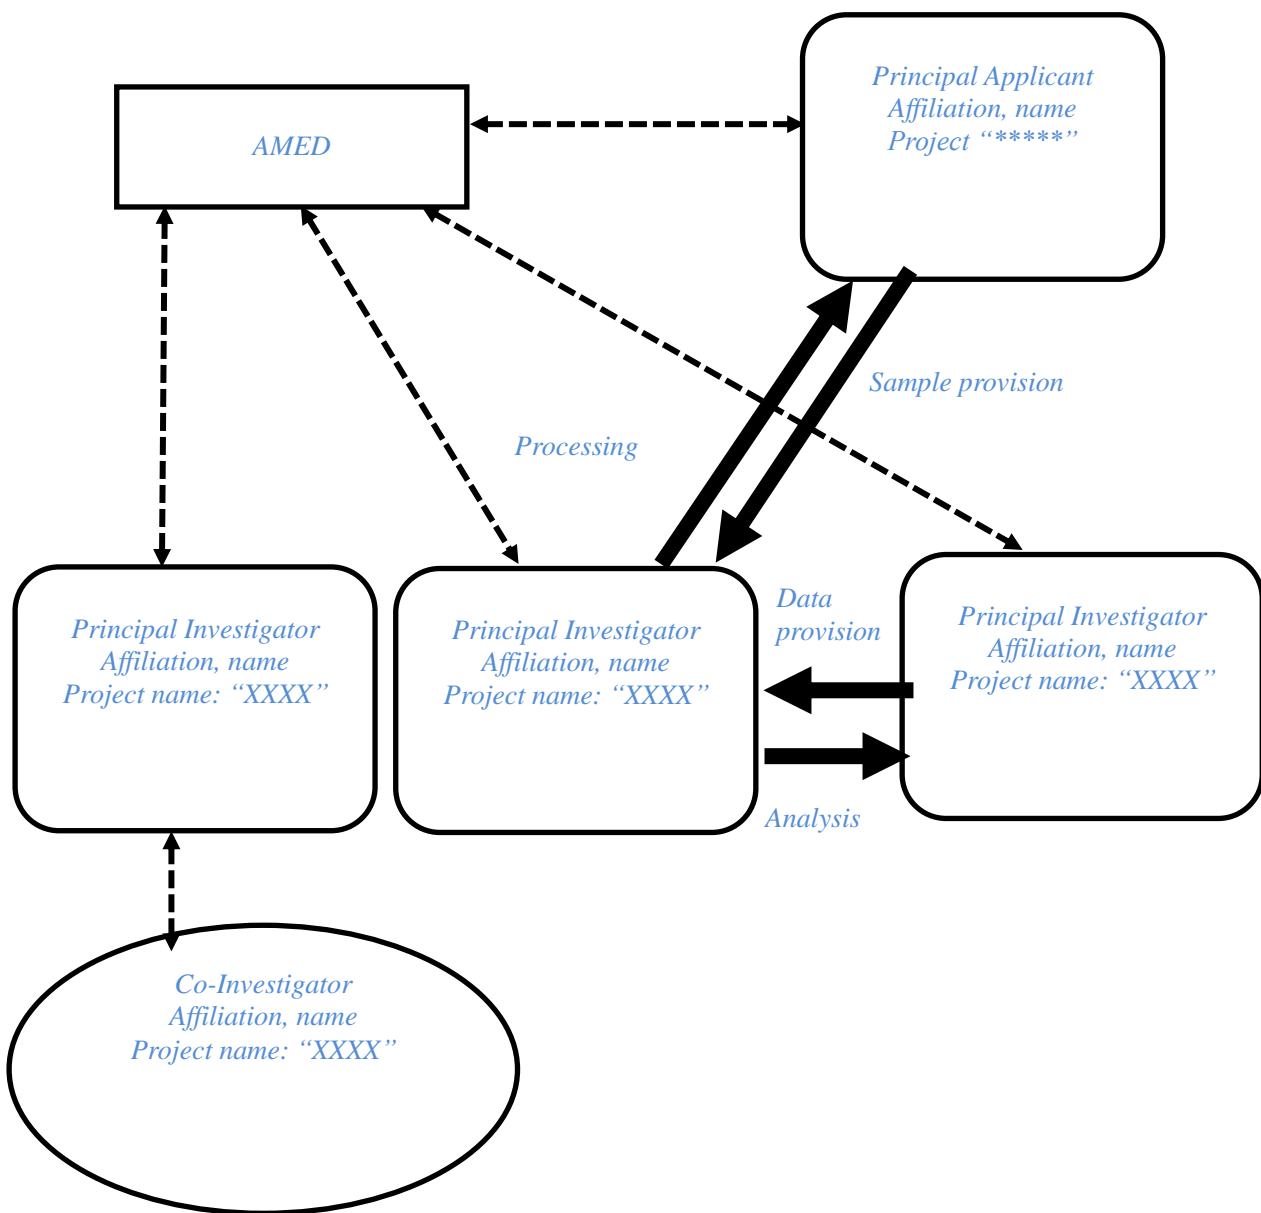 Principal Applicant
Affiliation, name
Project “*****”
AMED
Sample provision
Processing
Data
provision
Principal Investigator
Affiliation, name
Project name: “XXXX”
Principal Investigator
Affiliation, name
Project name: “XXXX”
Principal Investigator
Affiliation, name
Project name: “XXXX”
Analysis
Co-Investigator
Affiliation, name
Project name: “XXXX”